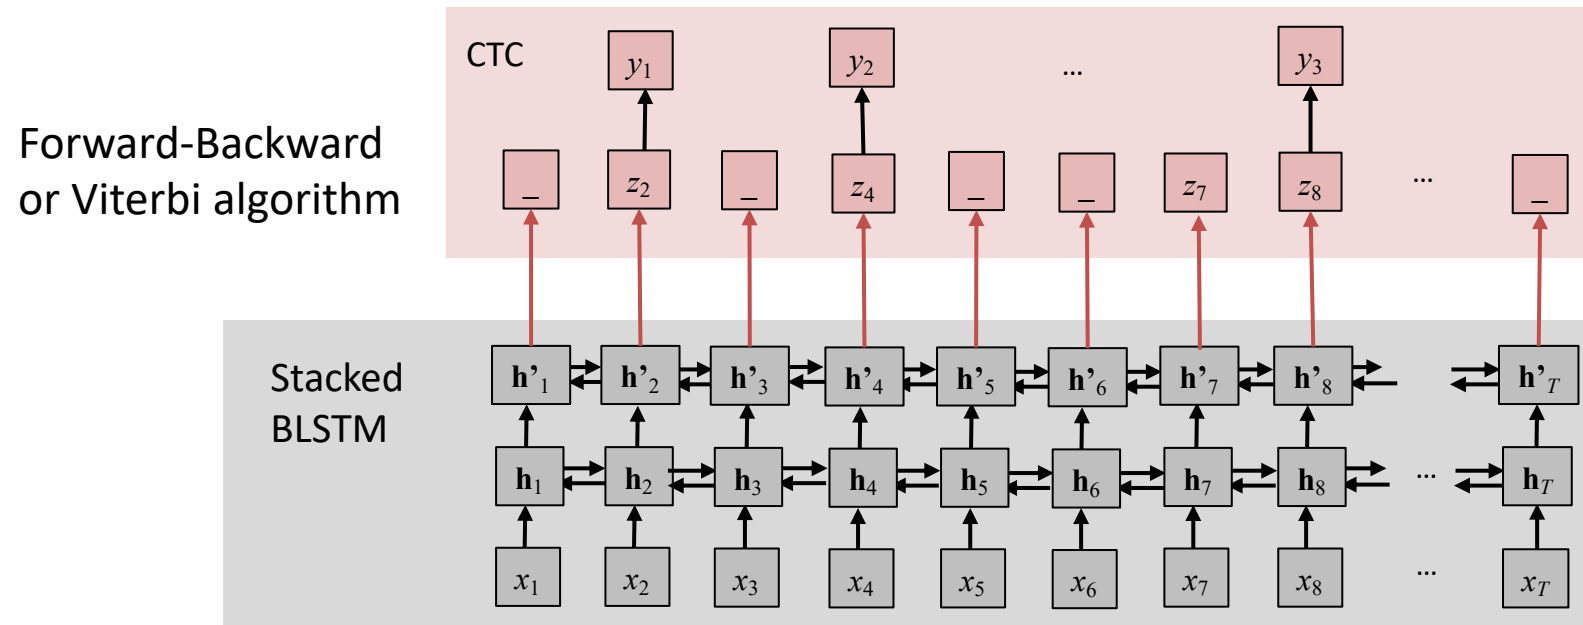 CTC
y1 y2 ... y3
Forward-Backward
or Viterbi algorithm
_ z2 _ z4 _ _ z7 z8 ... _
Stacked
BLSTM
h'1 h'2 h'3 h'4 h'5 h'6 h'7 h'8 h'T
h1 h2 h3 h4 h5 h6 h7 h8 ... hT
x1 x2 x3 x4 x5 x6 x7 x8 ... xT